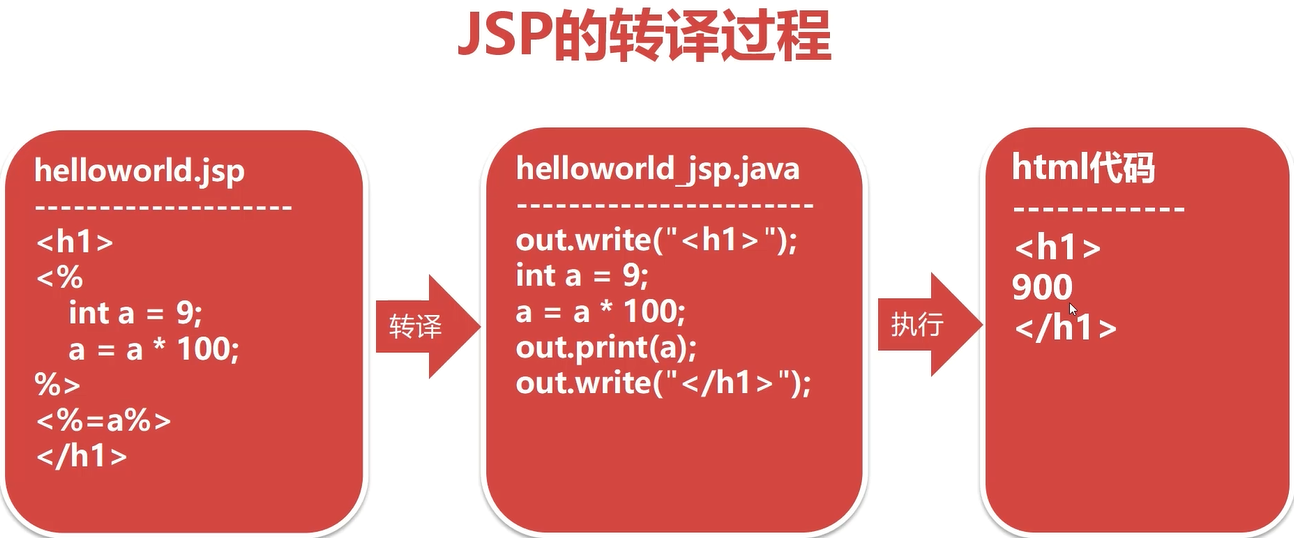 JSP的转译过程
helloworld.jsp
--------------------
<h1>
<%
int a = 9;
a = a * 100;
%>
<%=a%>
</h1>
转译
helloworld_jsp.java
-----------------------
out.write("<h1>");
int a = 9;
a = a * 100;
out.print(a);
out.write("</h1>");
执行
html代码
------------
<h1>
900
</h1>